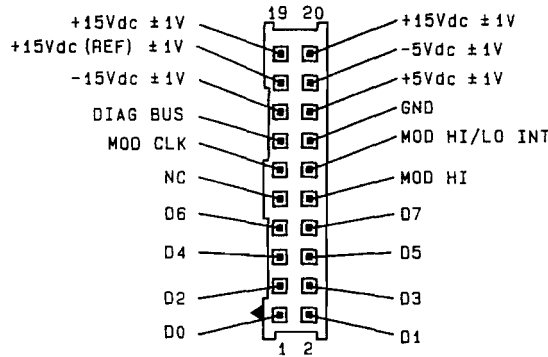 19 20
+15Vdc ±1V +15Vdc ±1V
+15Vdc (REF) ±1V -5Vdc ±1V
-15Vdc ±1V +5Vdc ±1V
DIAG BUS GND
MOD CLK MOD HI/LO INT
NC MOD HI
D6 D7
D4 D5
D2 D3
D0 D1
1 2